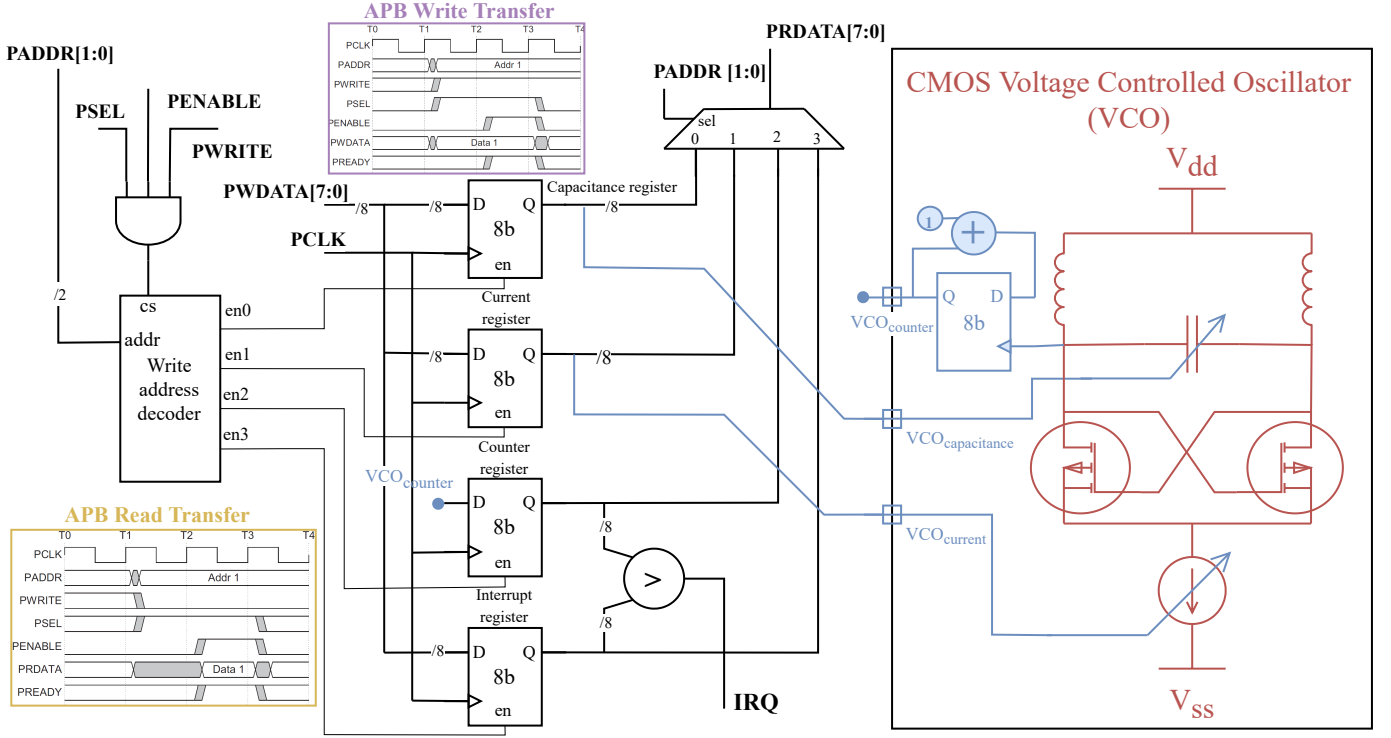 APB Write Transfer
T0 T1 T2 T3 T4
PCLK
PADDR Addr 1
PWRITE
PSEL
PENABLE
PWDATA Data 1
PREADY
PADDR[1:0]
PSEL
PENABLE
PWRITE
/2
cs
addr
Write
address
decoder
en0
en1
en2
en3
PWDATA[7:0]
/8
PCLK
/8
D Q
8b
en
Capacitance register
/8
Current
register
/8
D Q
8b
en
/8
Counter
register
VCOcounter
D Q
8b
en
/8
Interrupt
register
/8
D Q
8b
en
/8
>
IRQ
PRDATA[7:0]
PADDR [1:0]
sel
0 1 2 3
APB Read Transfer
T0 T1 T2 T3 T4
PCLK
PADDR Addr 1
PWRITE
PSEL
PENABLE
PRDATA Data 1
PREADY
CMOS Voltage Controlled Oscillator
(VCO)
Vdd
1
+
Q D
8b
VCOcounter
VCOcapacitance
VCOcurrent
Vss